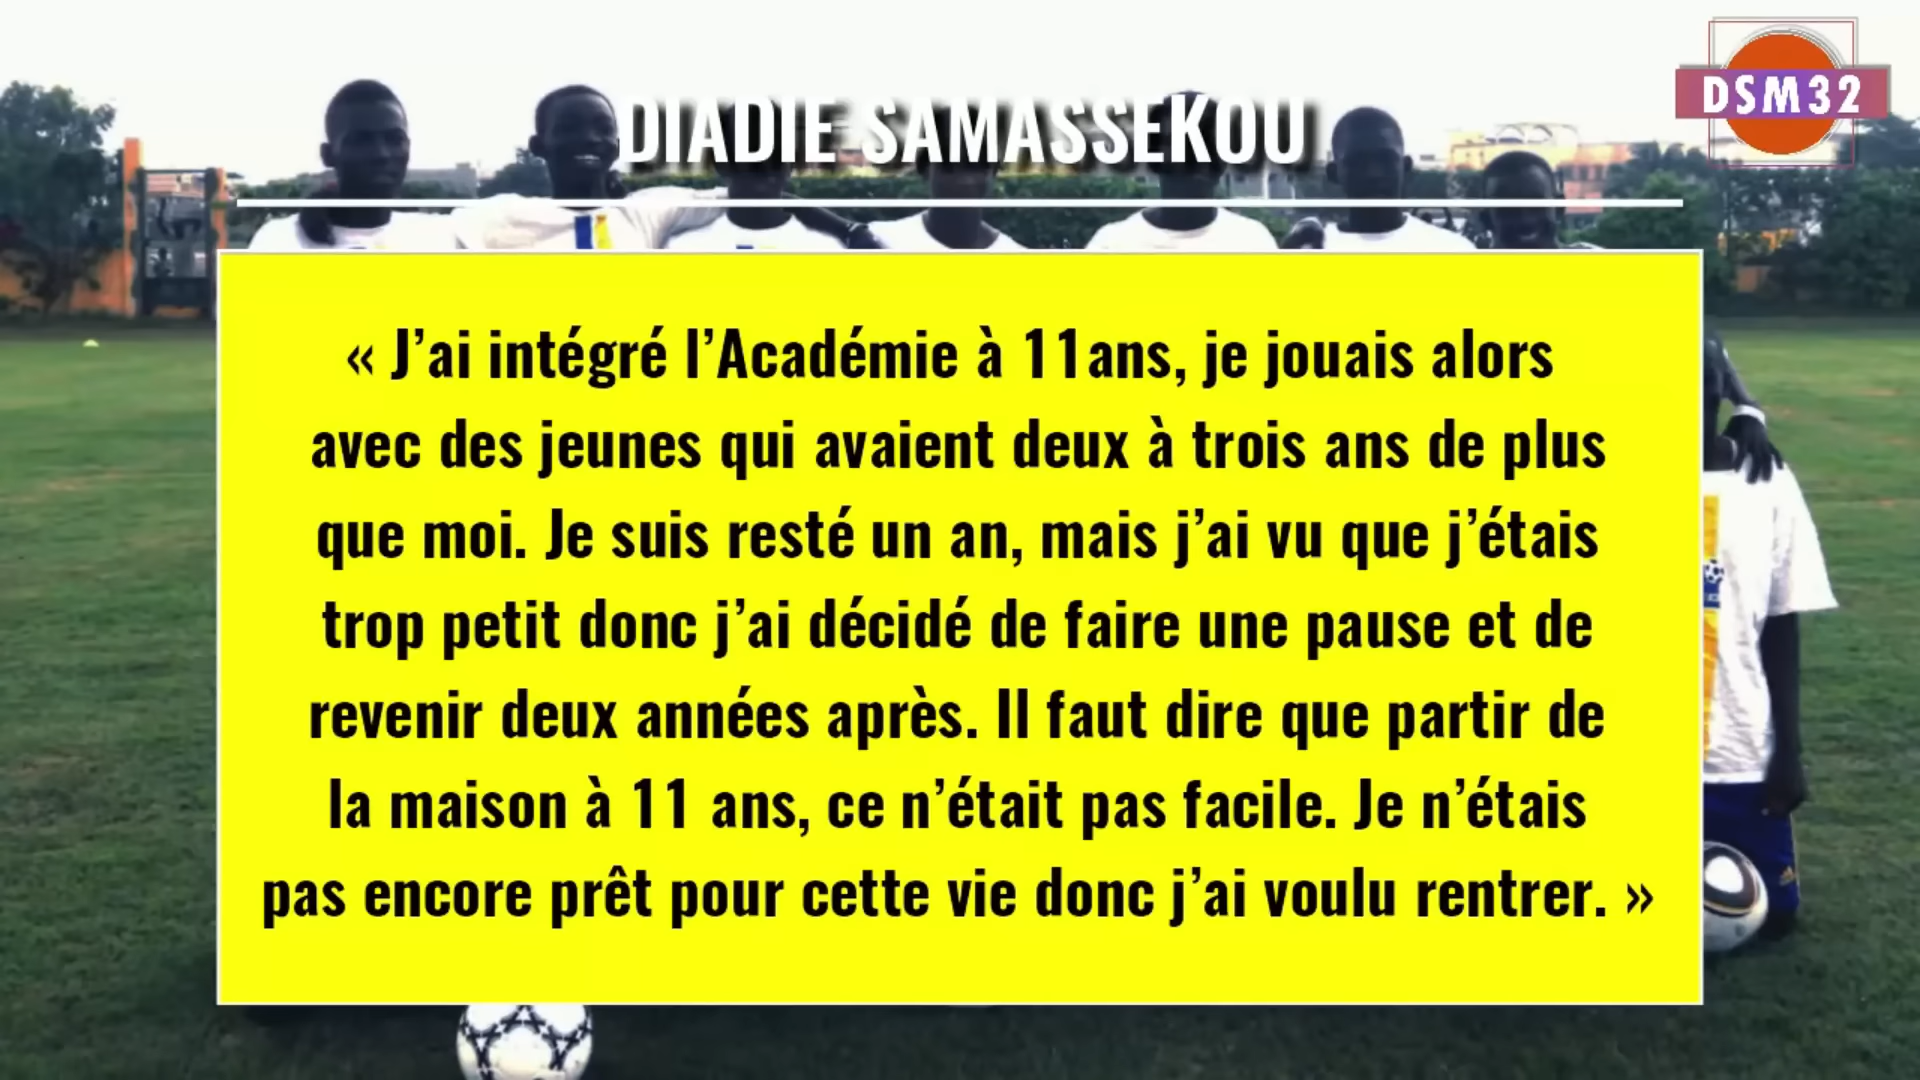 DSM32
DIADIE SAMASSEKOU
« J’ai intégré l’Académie à 11ans, je jouais alors
avec des jeunes qui avaient deux à trois ans de plus
que moi. Je suis resté un an, mais j’ai vu que j’étais
trop petit donc j’ai décidé de faire une pause et de
revenir deux années après. Il faut dire que partir de
la maison à 11 ans, ce n’était pas facile. Je n’étais
pas encore prêt pour cette vie donc j’ai voulu rentrer. »